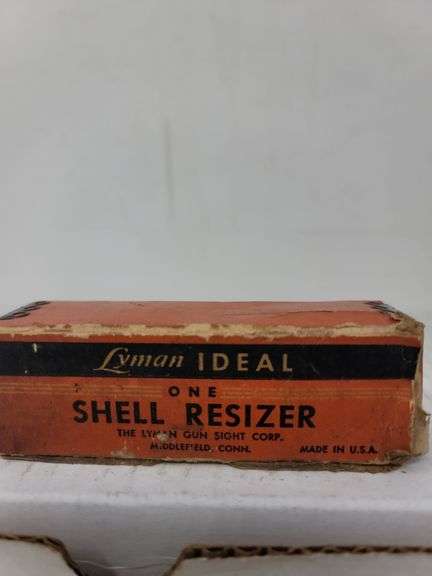 Lyman IDEAL
ONE
SHELL RESIZER
THE LYMAN GUN SIGHT CORP.
MIDDLEFIELD, CONN. MADE IN U.S.A.